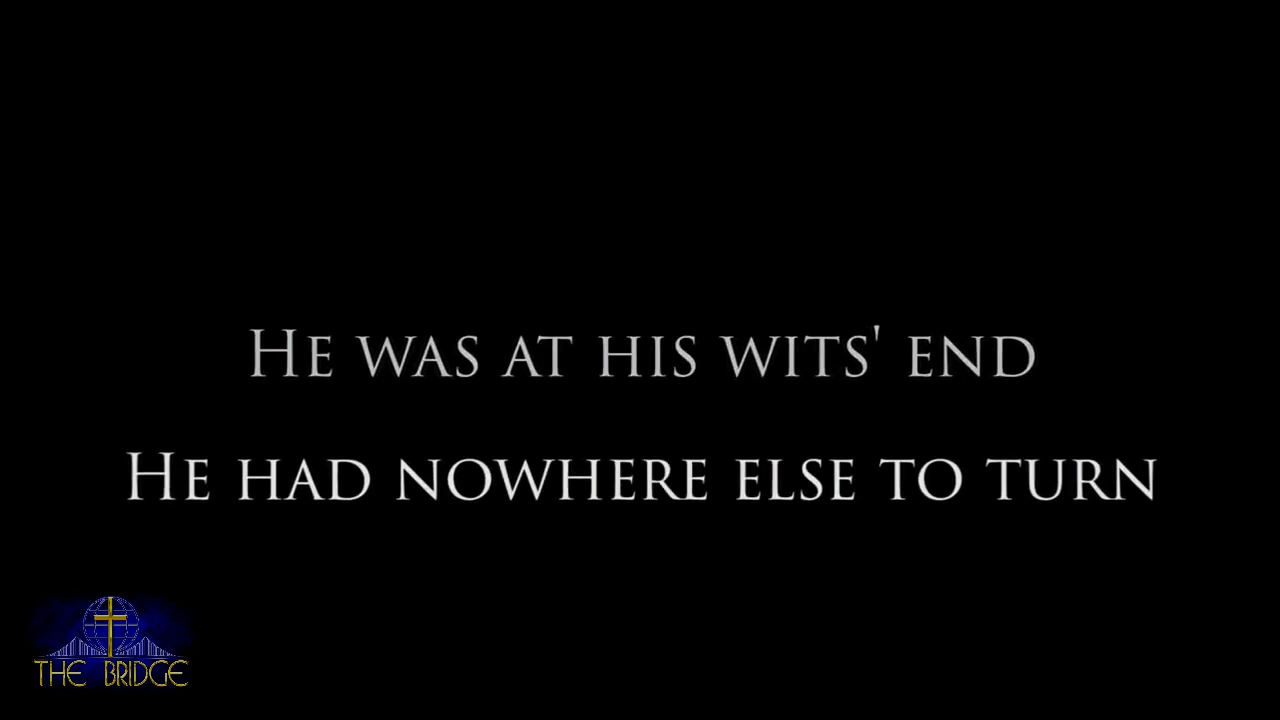 He was at his wits' end
He had nowhere else to turn
THE BRIDGE